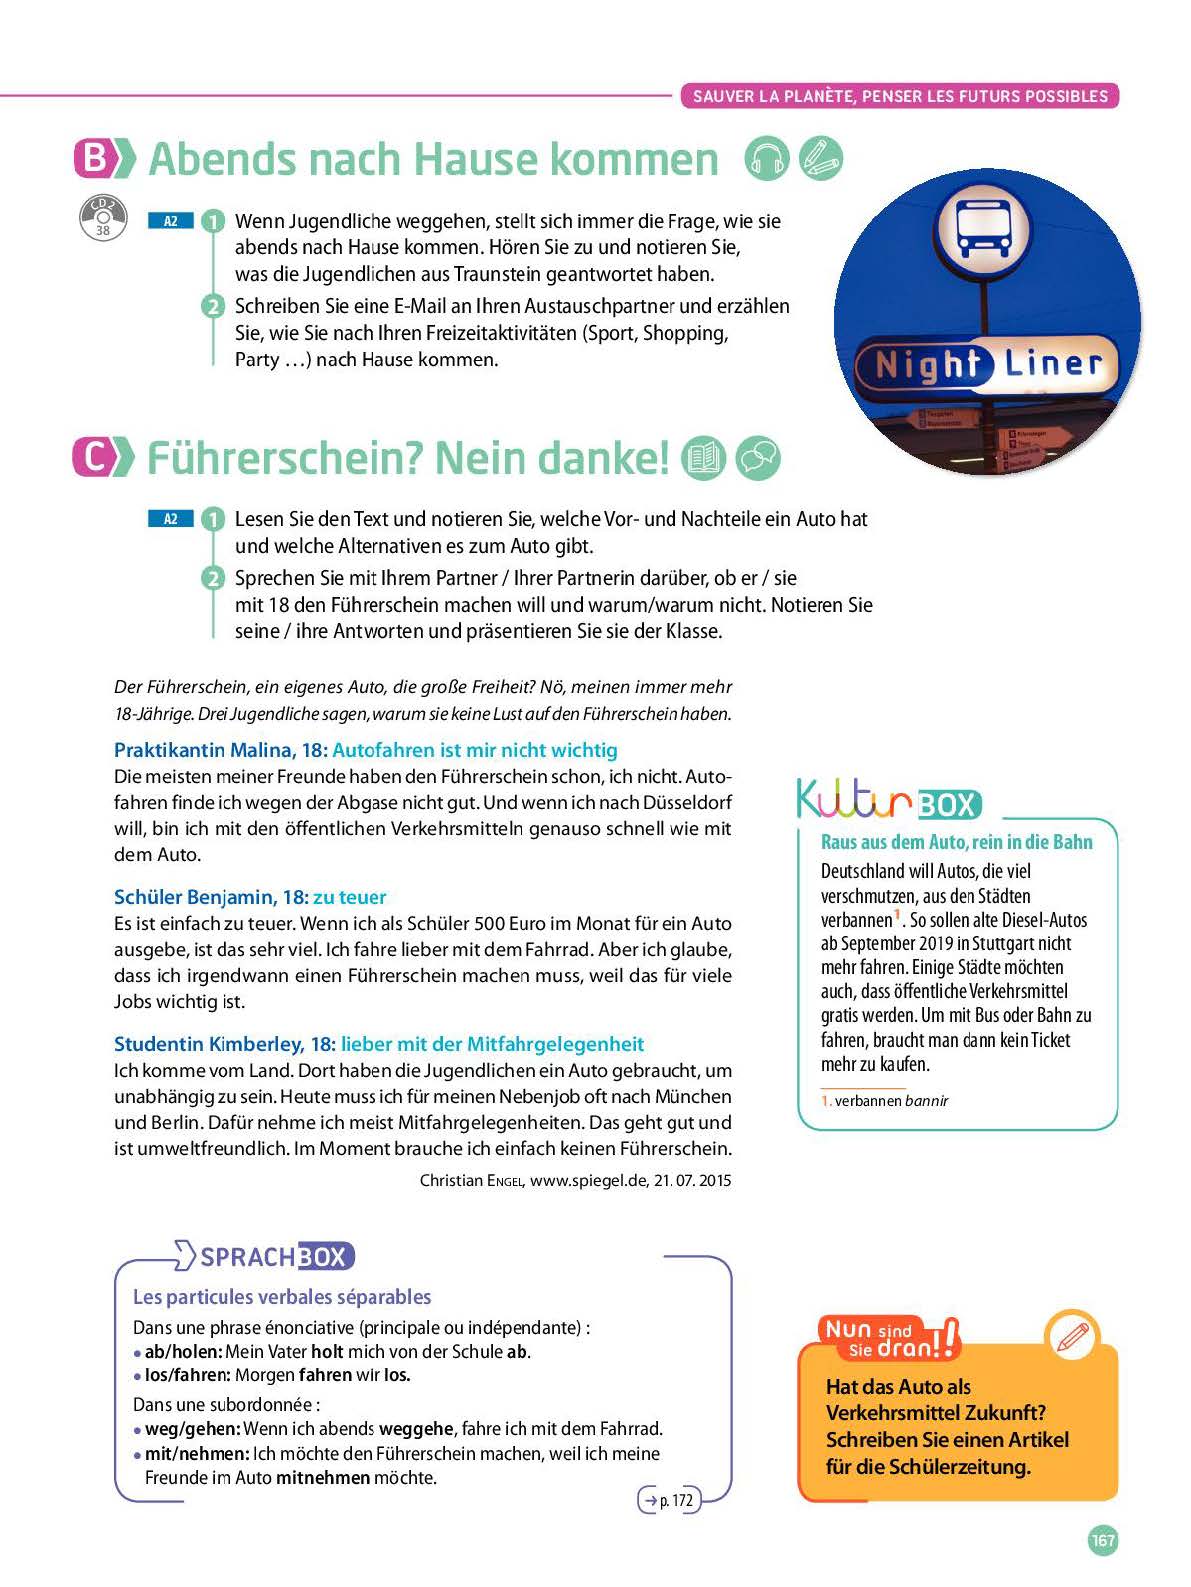 SAUVER LA PLANÈTE, PENSER LES FUTURS POSSIBLES
B Abends nach Hause kommen
CD 2
38
A2
1 Wenn Jugendliche weggehen, stellt sich immer die Frage, wie sie
abends nach Hause kommen. Hören Sie zu und notieren Sie,
was die Jugendlichen aus Traunstein geantwortet haben.
2 Schreiben Sie eine E-Mail an Ihren Austauschpartner und erzählen
Sie, wie Sie nach Ihren Freizeitaktivitäten (Sport, Shopping,
Party …) nach Hause kommen.
Night Liner
C Führerschein? Nein danke!
A2
1 Lesen Sie den Text und notieren Sie, welche Vor- und Nachteile ein Auto hat
und welche Alternativen es zum Auto gibt.
2 Sprechen Sie mit Ihrem Partner / Ihrer Partnerin darüber, ob er / sie
mit 18 den Führerschein machen will und warum/warum nicht. Notieren Sie
seine / ihre Antworten und präsentieren Sie sie der Klasse.
Der Führerschein, ein eigenes Auto, die große Freiheit? Nö, meinen immer mehr
18-Jährige. Drei Jugendliche sagen, warum sie keine Lust auf den Führerschein haben.
Praktikantin Malina, 18: Autofahren ist mir nicht wichtig
Die meisten meiner Freunde haben den Führerschein schon, ich nicht. Auto-
fahren finde ich wegen der Abgase nicht gut. Und wenn ich nach Düsseldorf
will, bin ich mit den öffentlichen Verkehrsmitteln genauso schnell wie mit
dem Auto.
Schüler Benjamin, 18: zu teuer
Es ist einfach zu teuer. Wenn ich als Schüler 500 Euro im Monat für ein Auto
ausgebe, ist das sehr viel. Ich fahre lieber mit dem Fahrrad. Aber ich glaube,
dass ich irgendwann einen Führerschein machen muss, weil das für viele
Jobs wichtig ist.
Studentin Kimberley, 18: lieber mit der Mitfahrgelegenheit
Ich komme vom Land. Dort haben die Jugendlichen ein Auto gebraucht, um
unabhängig zu sein. Heute muss ich für meinen Nebenjob oft nach München
und Berlin. Dafür nehme ich meist Mitfahrgelegenheiten. Das geht gut und
ist umweltfreundlich. Im Moment brauche ich einfach keinen Führerschein.
Christian ENGEL, www.spiegel.de, 21. 07. 2015
Kultur BOX
Raus aus dem Auto, rein in die Bahn
Deutschland will Autos, die viel
verschmutzen, aus den Städten
verbannen¹. So sollen alte Diesel-Autos
ab September 2019 in Stuttgart nicht
mehr fahren. Einige Städte möchten
auch, dass öffentliche Verkehrsmittel
gratis werden. Um mit Bus oder Bahn zu
fahren, braucht man dann kein Ticket
mehr zu kaufen.
1. verbannen bannir
SPRACHBOX
Les particules verbales séparables
Dans une phrase énonciative (principale ou indépendante) :
• ab/holen: Mein Vater holt mich von der Schule ab.
• los/fahren: Morgen fahren wir los.
Dans une subordonnée :
• weg/gehen: Wenn ich abends weggehe, fahre ich mit dem Fahrrad.
• mit/nehmen: Ich möchte den Führerschein machen, weil ich meine
Freunde im Auto mitnehmen möchte.
→ p. 172
Nun sind
Sie dran!!
Hat das Auto als
Verkehrsmittel Zukunft?
Schreiben Sie einen Artikel
für die Schülerzeitung.
167